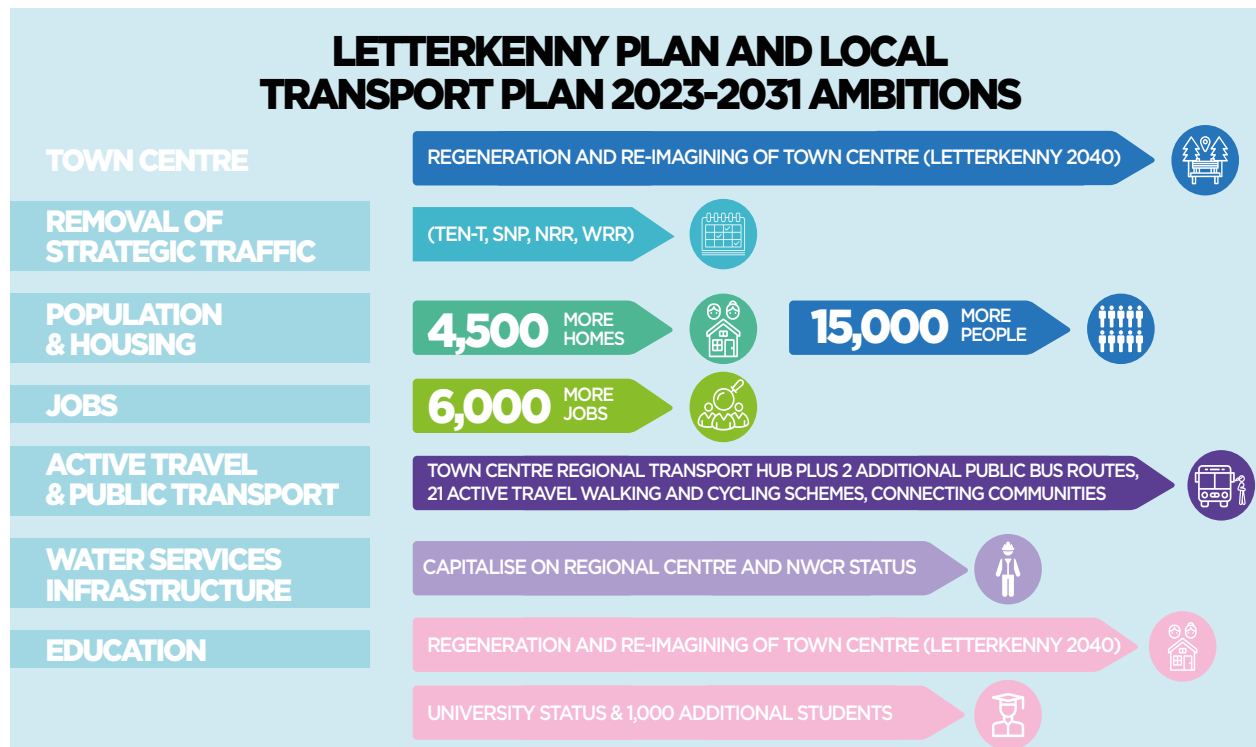 LETTERKENNY PLAN AND LOCAL
TRANSPORT PLAN 2023-2031 AMBITIONS
TOWN CENTRE
REGENERATION AND RE-IMAGINING OF TOWN CENTRE (LETTERKENNY 2040)
REMOVAL OF
STRATEGIC TRAFFIC
(TEN-T, SNP, NRR, WRR)
POPULATION
& HOUSING
4,500 MORE
HOMES
15,000 MORE
PEOPLE
JOBS
6,000 MORE
JOBS
ACTIVE TRAVEL
& PUBLIC TRANSPORT
TOWN CENTRE REGIONAL TRANSPORT HUB PLUS 2 ADDITIONAL PUBLIC BUS ROUTES,
21 ACTIVE TRAVEL WALKING AND CYCLING SCHEMES, CONNECTING COMMUNITIES
WATER SERVICES
INFRASTRUCTURE
CAPITALISE ON REGIONAL CENTRE AND NWCR STATUS
EDUCATION
REGENERATION AND RE-IMAGINING OF TOWN CENTRE (LETTERKENNY 2040)
UNIVERSITY STATUS & 1,000 ADDITIONAL STUDENTS